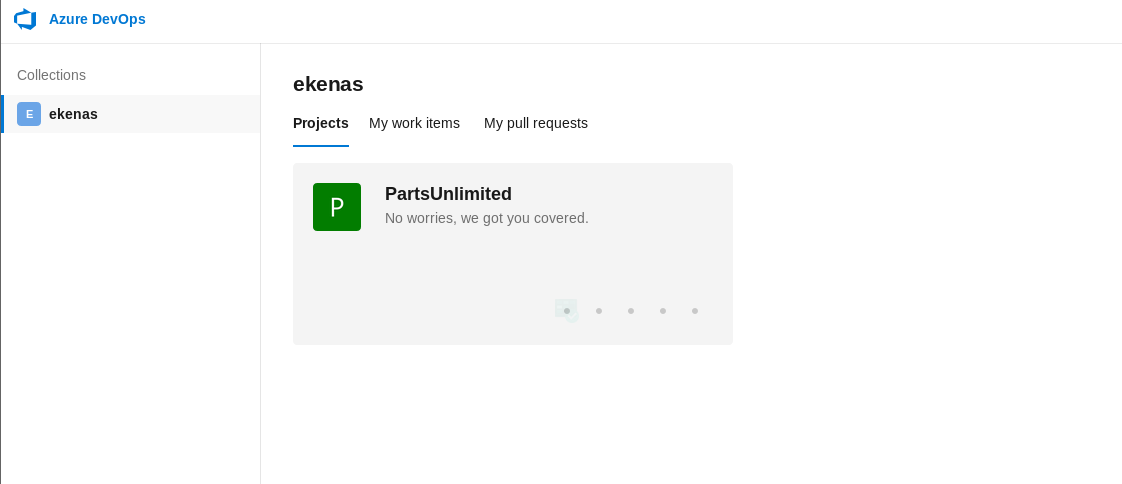 Azure DevOps
Collections
E ekenas
ekenas
Projects My work items My pull requests
P PartsUnlimited
No worries, we got you covered.